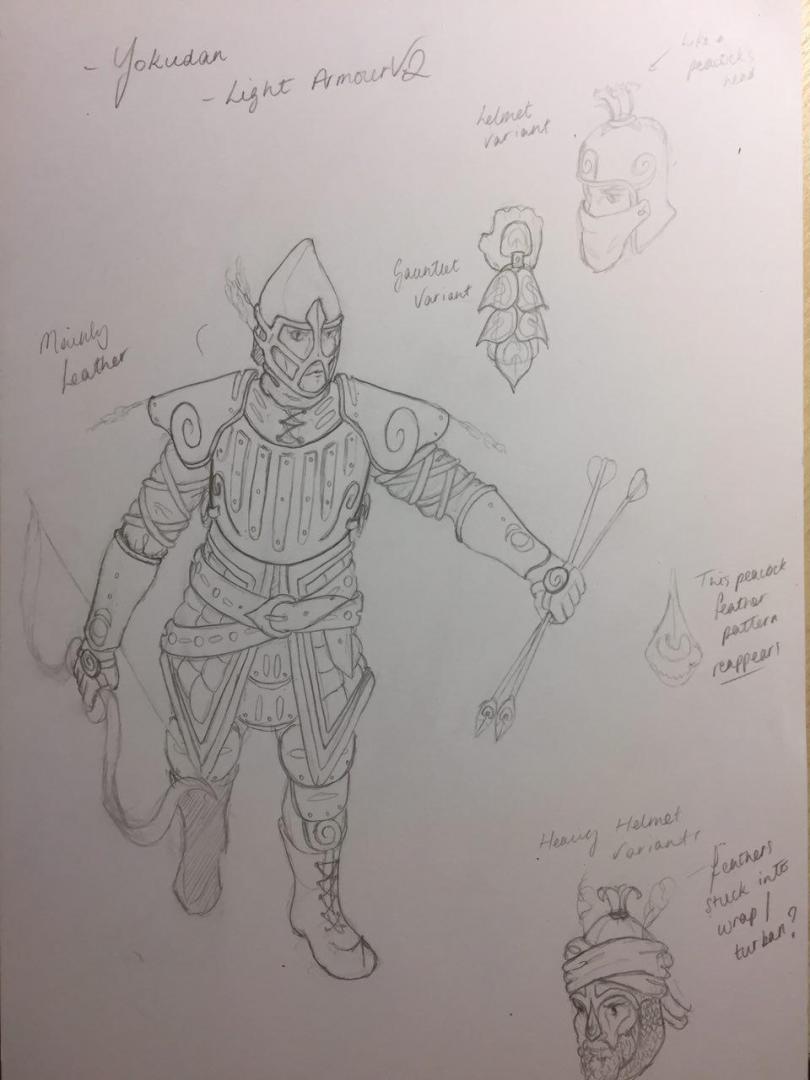 - Yokudan
- Light Armour V2
Like a
peacocks
head
Helmet
variant
Gauntlet
Variant
Mainly
Leather
This peacock
feather
pattern
reappears
Heavy Helmet
Variant
feathers
stuck into
wrap /
turban?